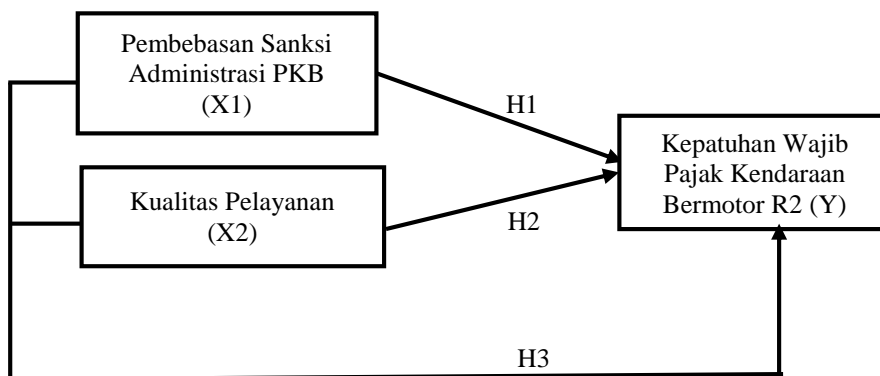 Pembebasan Sanksi
Administrasi PKB
(X1)
H1
Kepatuhan Wajib
Pajak Kendaraan
Bermotor R2 (Y)
Kualitas Pelayanan
(X2)
H2
H3